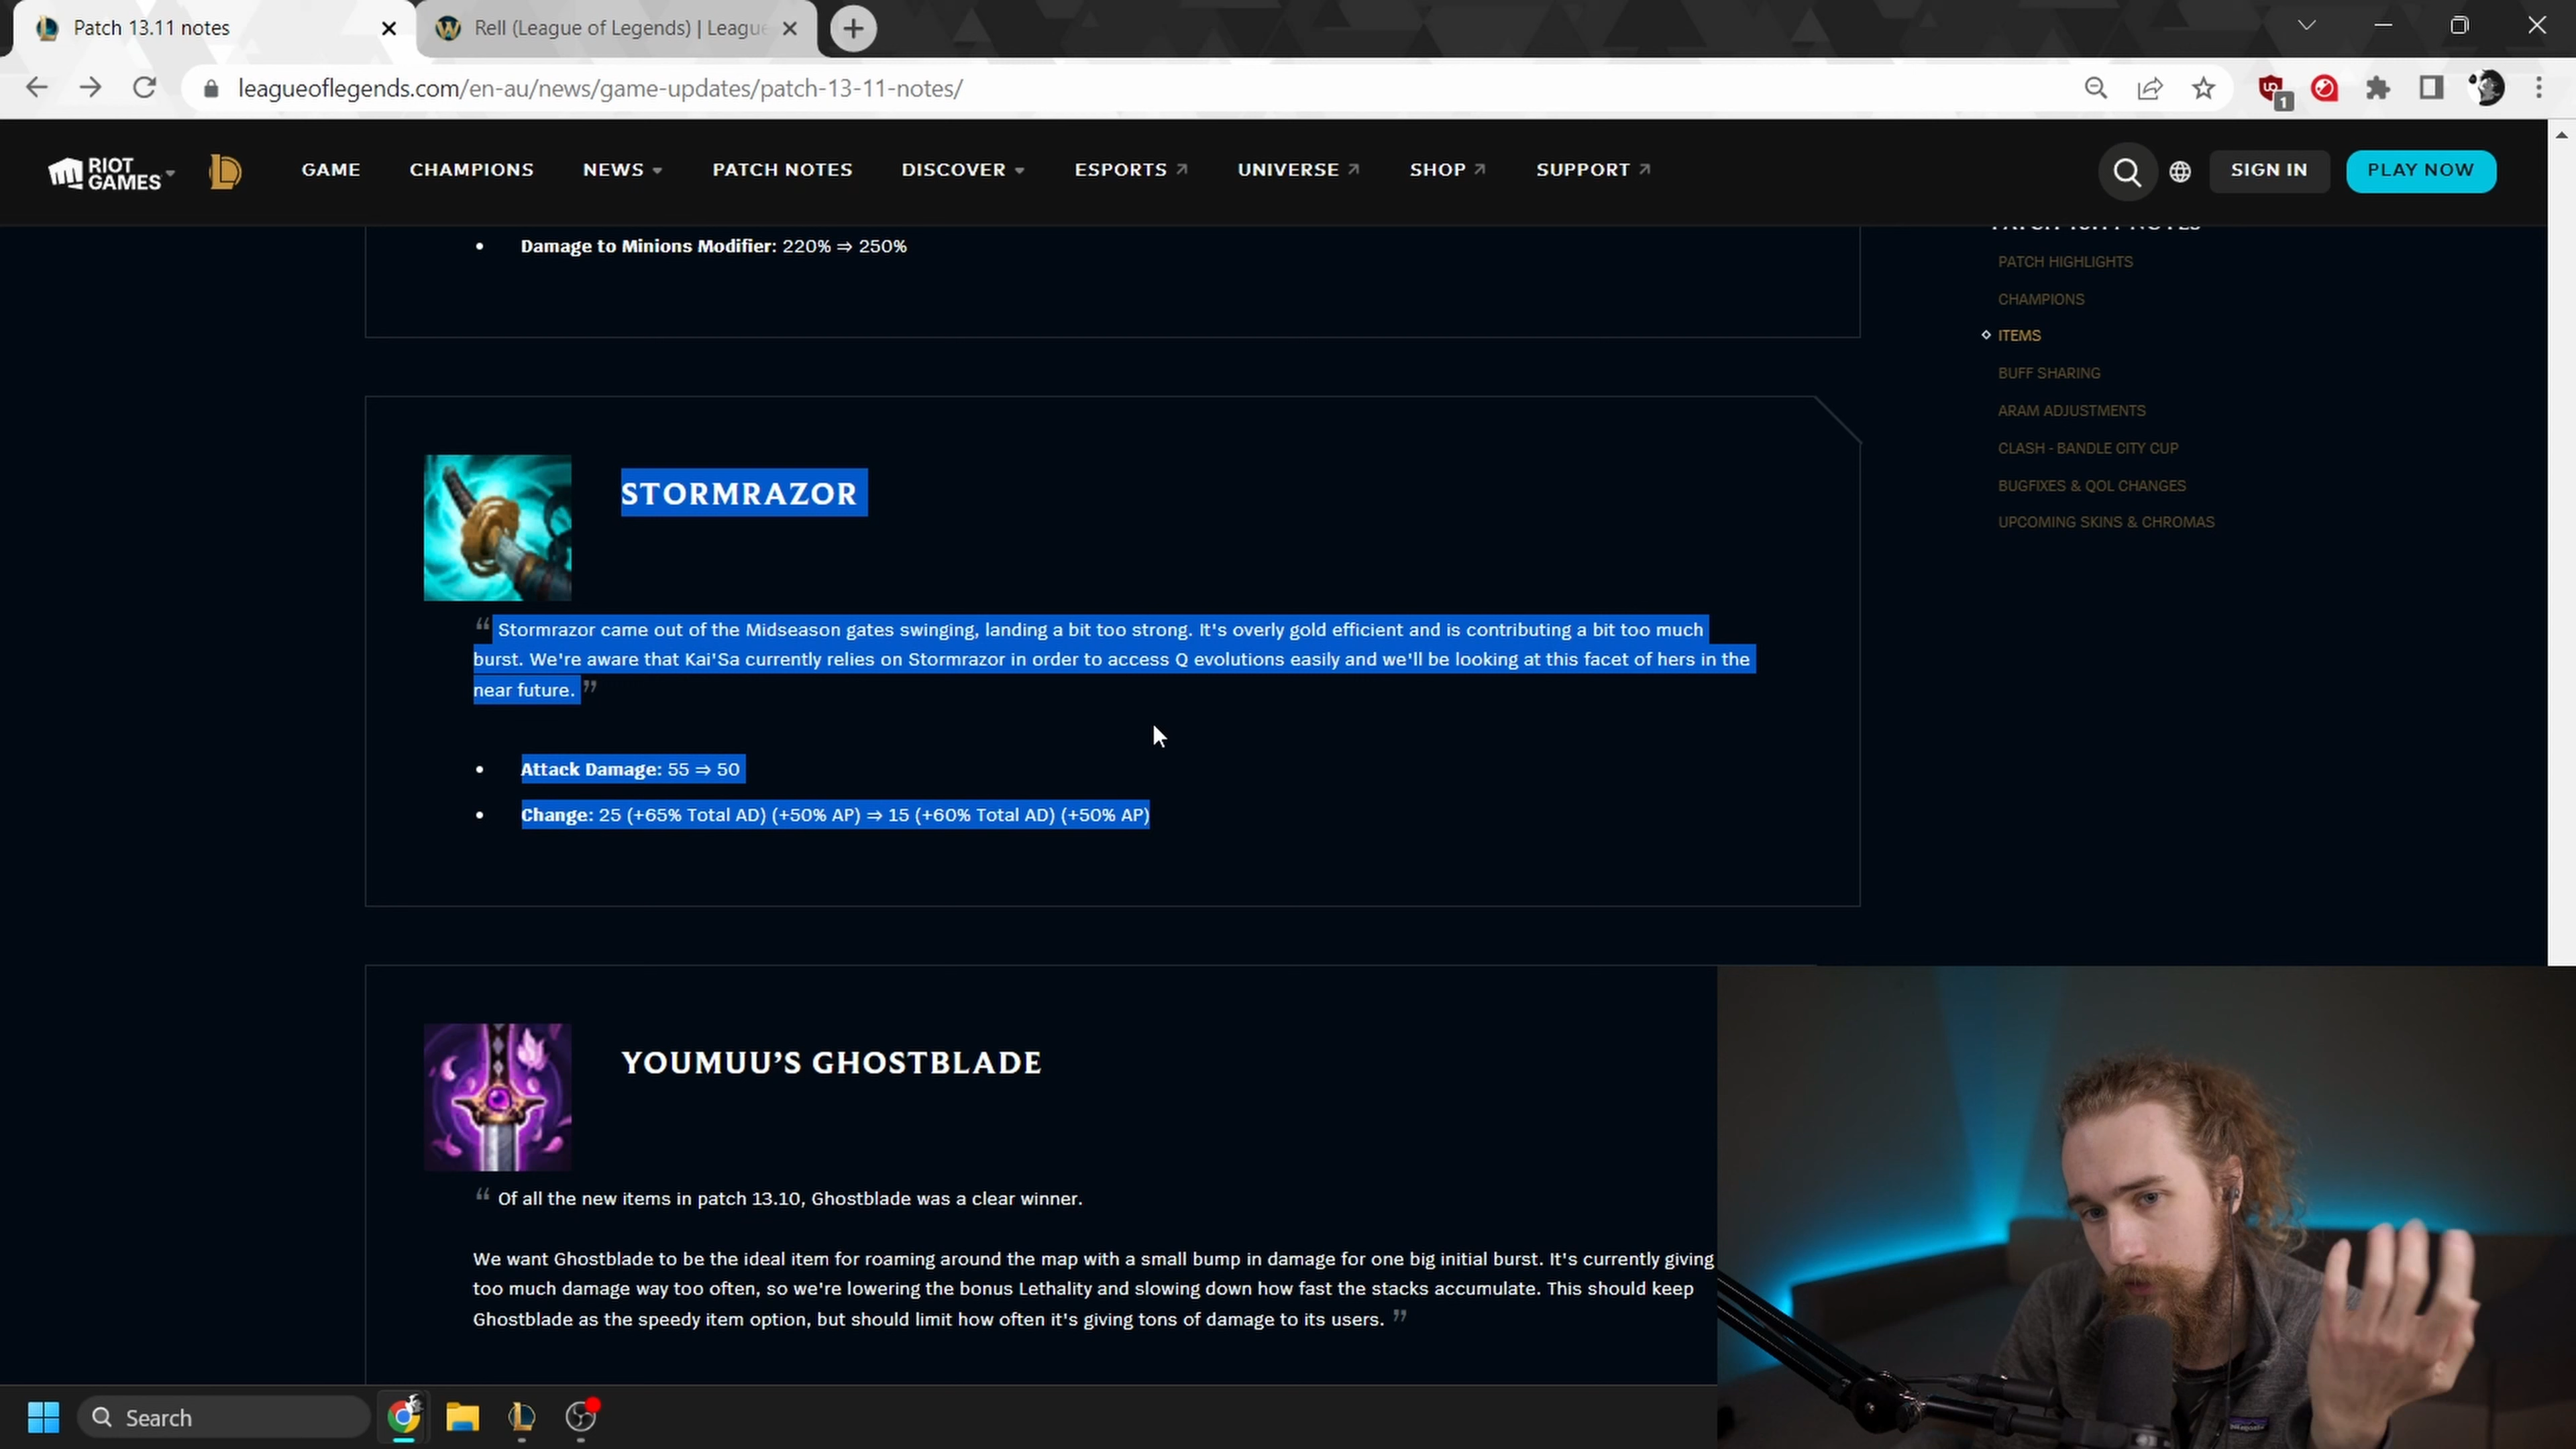 Patch 13.11 notes
Rell (League of Legends) | League
leagueoflegends.com/en-au/news/game-updates/patch-13-11-notes/
1
RIOT GAMES
GAME
CHAMPIONS
NEWS
PATCH NOTES
DISCOVER
ESPORTS
UNIVERSE
SHOP
SUPPORT
SIGN IN
PLAY NOW
• Damage to Minions Modifier: 220% ⇒ 250%
PATCH 13.11 NOTES
PATCH HIGHLIGHTS
CHAMPIONS
ITEMS
BUFF SHARING
ARAM ADJUSTMENTS
CLASH - BANDLE CITY CUP
BUGFIXES & QOL CHANGES
UPCOMING SKINS & CHROMAS
STORMRAZOR
“ Stormrazor came out of the Midseason gates swinging, landing a bit too strong. It's overly gold efficient and is contributing a bit too much
burst. We're aware that Kai'Sa currently relies on Stormrazor in order to access Q evolutions easily and we'll be looking at this facet of hers in the
near future. ”
• Attack Damage: 55 ⇒ 50
• Change: 25 (+65% Total AD) (+50% AP) ⇒ 15 (+60% Total AD) (+50% AP)
YOUMUU’S GHOSTBLADE
“ Of all the new items in patch 13.10, Ghostblade was a clear winner.
We want Ghostblade to be the ideal item for roaming around the map with a small bump in damage for one big initial burst. It's currently giving
too much damage way too often, so we're lowering the bonus Lethality and slowing down how fast the stacks accumulate. This should keep
Ghostblade as the speedy item option, but should limit how often it's giving tons of damage to its users. ”
Search